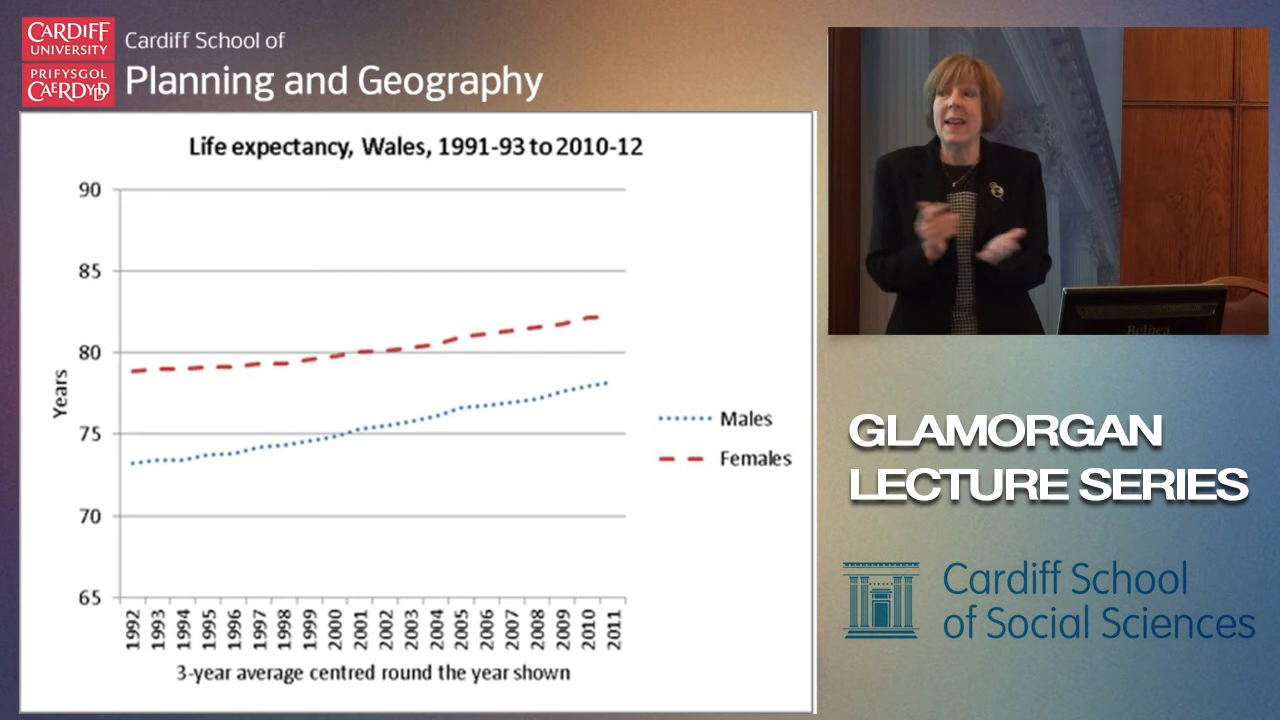 CARDIFF
UNIVERSITY
PRIFYSGOL
CAERDYDD
Cardiff School of
Planning and Geography
Life expectancy, Wales, 1991-93 to 2010-12
90
85
80
75
70
65
Years
1992
1993
1994
1995
1996
1997
1998
1999
2000
2001
2002
2003
2004
2005
2006
2007
2008
2009
2010
2011
3-year average centred round the year shown
Males
Females
GLAMORGAN
LECTURE SERIES
Cardiff School
of Social Sciences